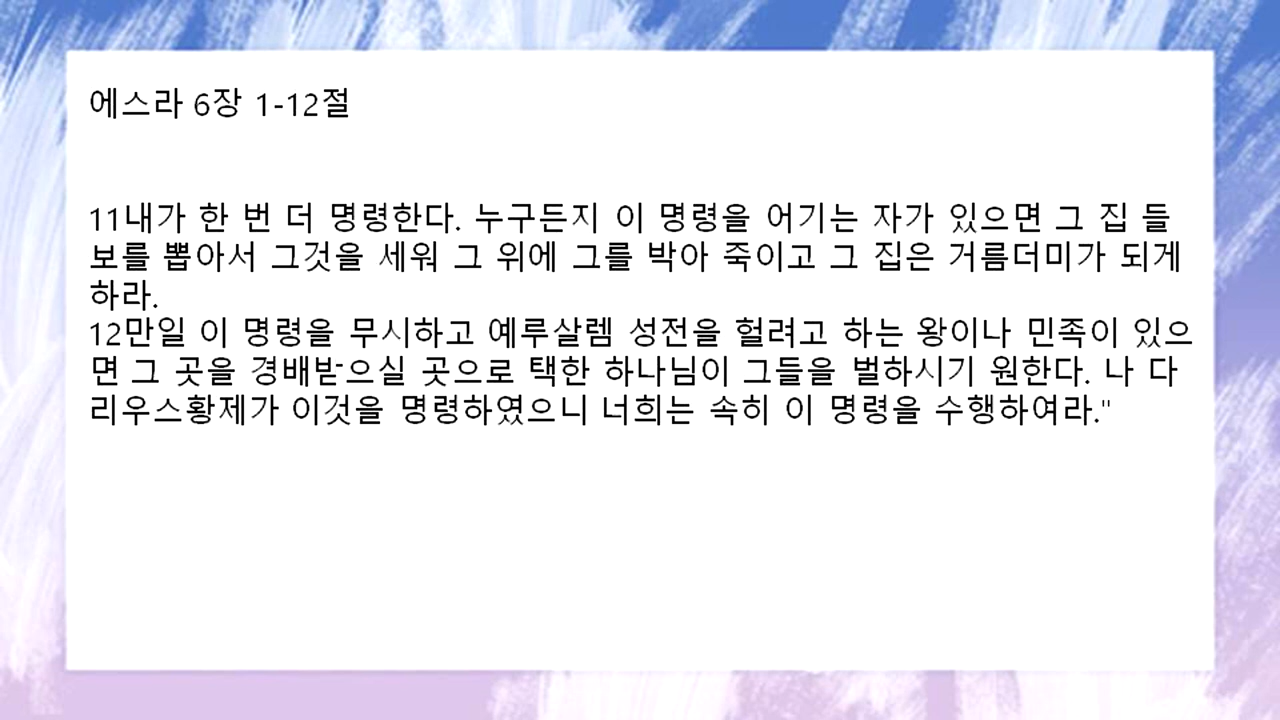 에스라 6장 1-12절
11내가 한 번 더 명령한다. 누구든지 이 명령을 어기는 자가 있으면 그 집 들
보를 뽑아서 그것을 세워 그 위에 그를 박아 죽이고 그 집은 거름더미가 되게
하라.
12만일 이 명령을 무시하고 예루살렘 성전을 헐려고 하는 왕이나 민족이 있으
면 그 곳을 경배받으실 곳으로 택한 하나님이 그들을 벌하시기 원한다. 나 다
리우스황제가 이것을 명령하였으니 너희는 속히 이 명령을 수행하여라."